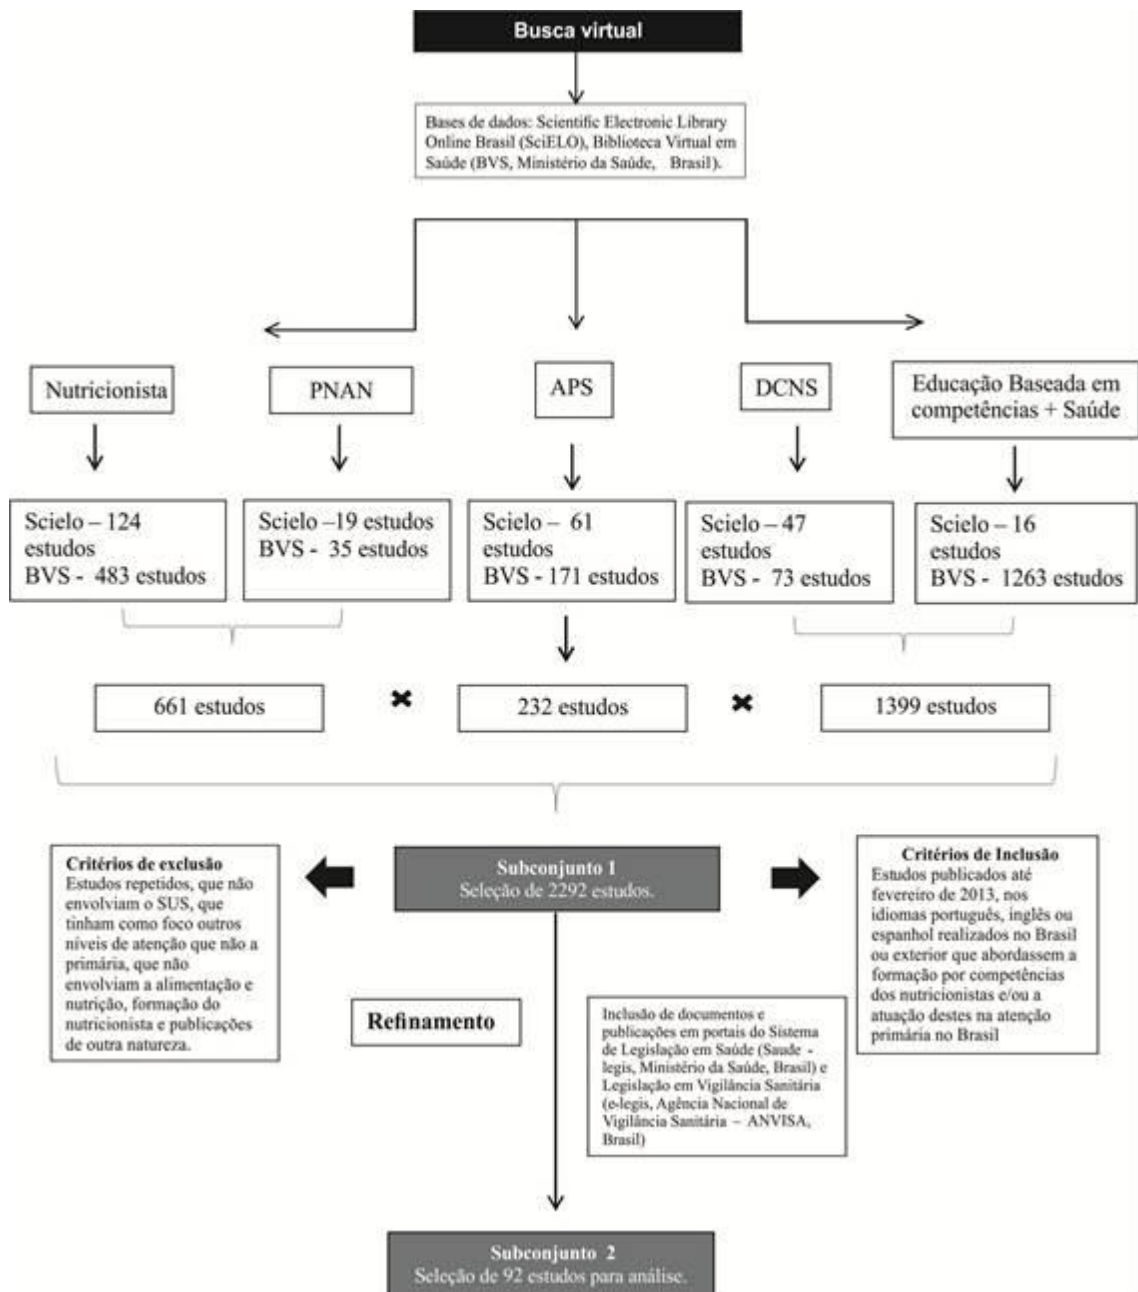 Busca virtual
Bases de dados: Scientific Electronic Library
Online Brasil (SciELO), Biblioteca Virtual em
Saúde (BVS, Ministério da Saúde, Brasil).
Nutricionista
PNAN
APS
DCNS
Educação Baseada em
competências + Saúde
Scielo – 124
estudos
BVS - 483 estudos
Scielo –19 estudos
BVS - 35 estudos
Scielo – 61
estudos
BVS - 171 estudos
Scielo – 47
estudos
BVS - 73 estudos
Scielo – 16
estudos
BVS - 1263 estudos
661 estudos
232 estudos
1399 estudos
Critérios de exclusão
Estudos repetidos, que não
envolviam o SUS, que
tinham como foco outros
níveis de atenção que não a
primária, que não
envolviam a alimentação e
nutrição, formação do
nutricionista e publicações
de outra natureza.
Subconjunto 1
Seleção de 2292 estudos.
Critérios de Inclusão
Estudos publicados até
fevereiro de 2013, nos
idiomas português, inglês ou
espanhol realizados no Brasil
ou exterior que abordassem a
formação por competências
dos nutricionistas e/ou a
atuação destes na atenção
primária no Brasil
Refinamento
Inclusão de documentos e
publicações em portais do Sistema
de Legislação em Saúde (Saude -
legis, Ministério da Saúde, Brasil) e
Legislação em Vigilância Sanitária
(e-legis, Agência Nacional de
Vigilância Sanitária – ANVISA,
Brasil)
Subconjunto 2
Seleção de 92 estudos para análise.